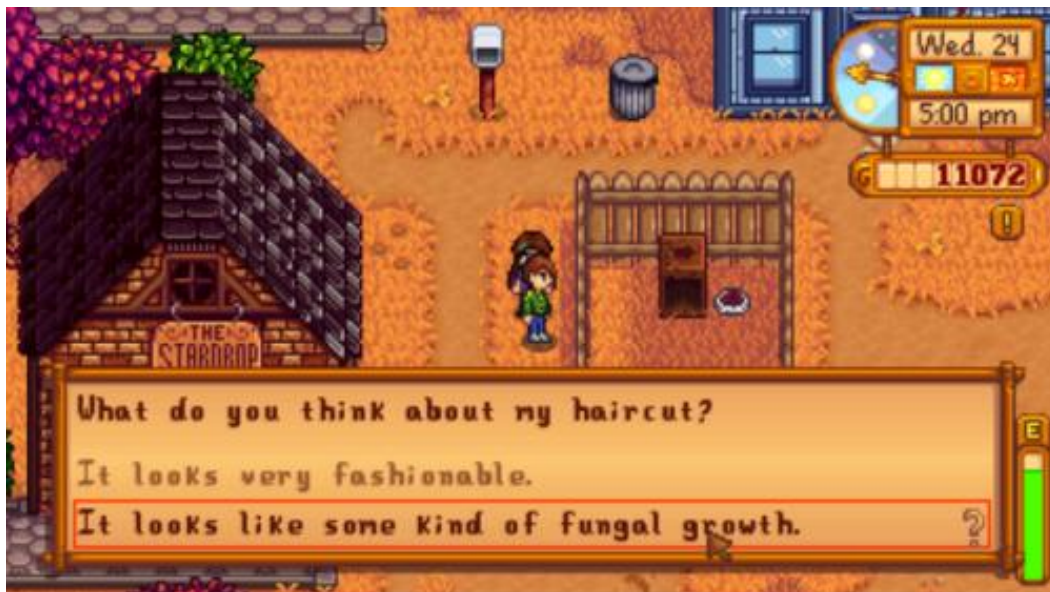 Wed. 24
5:00 pm
G 11072
!
THE
STARDROP
What do you think about my haircut?
It looks very fashionable.
It looks like some kind of fungal growth.
?
E